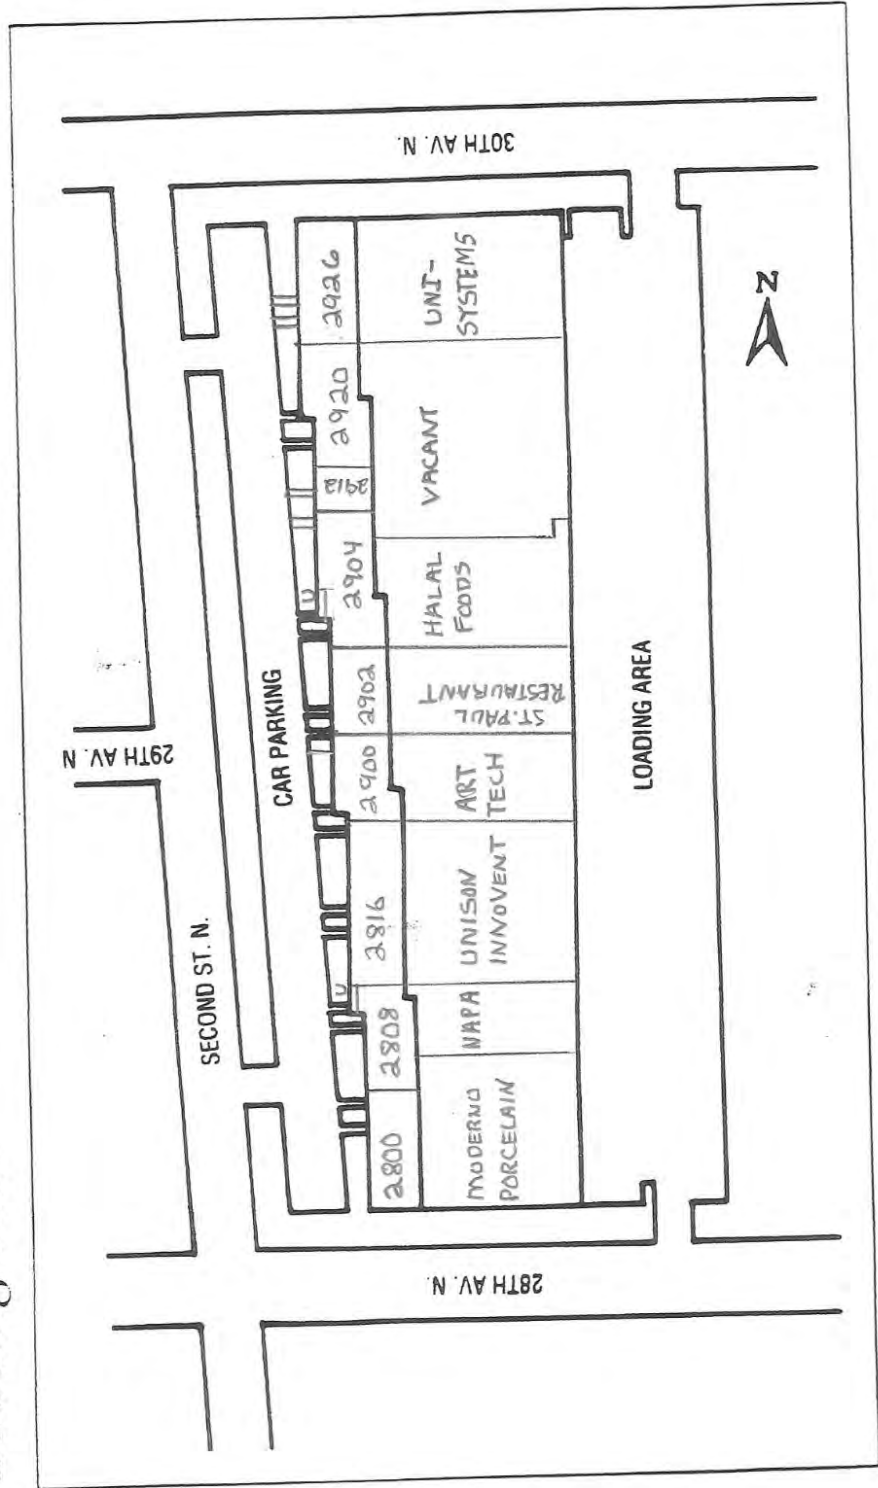 30TH AV. N.
29TH AV. N
28TH AV. N.
SECOND ST. N.
CAR PARKING
2800
2808
2816
2900
2902
2904
2912
2920
2926
U
U
MODERNO
PORCELAIN
NAPA
UNISON
INNOVENT
ART
TECH
ST. PAUL
RESTAURANT
HALAL
FOODS
VACANT
UNI-
SYSTEMS
LOADING AREA
N